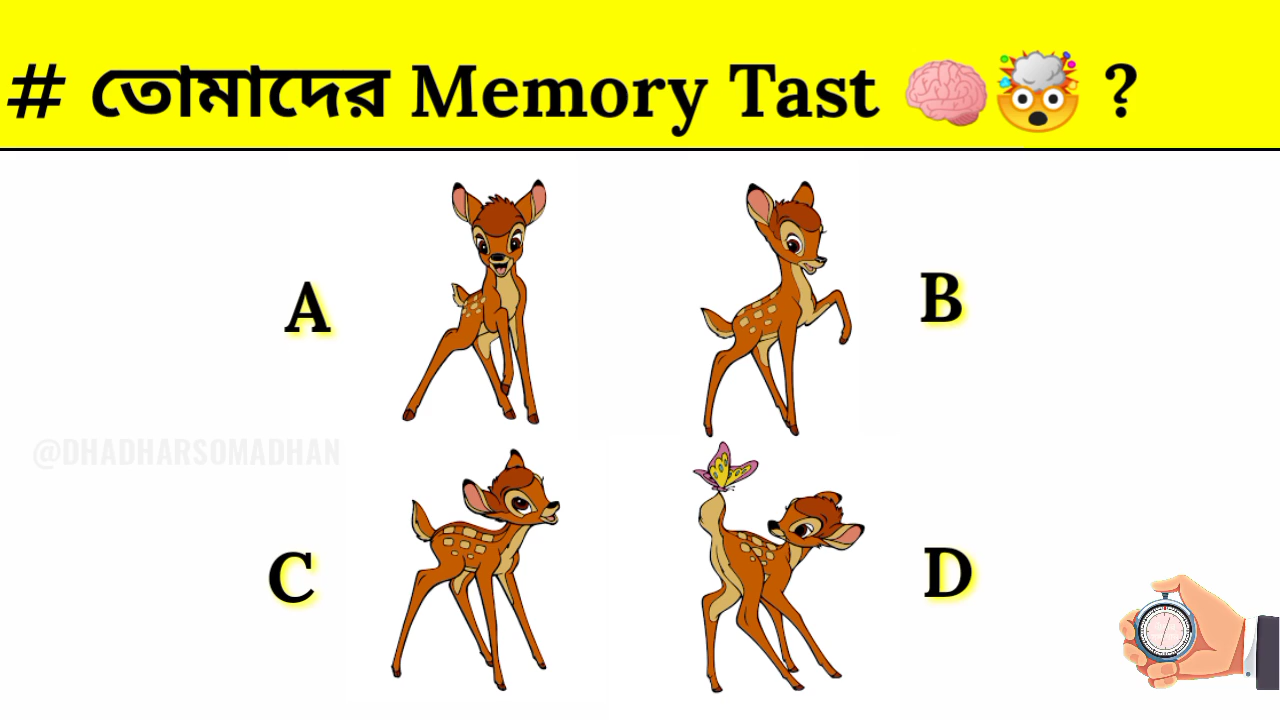 # তোমাদের Memory Tast 🧠🤯 ?
A
B
@DHADHARSOMADHAN
C
D